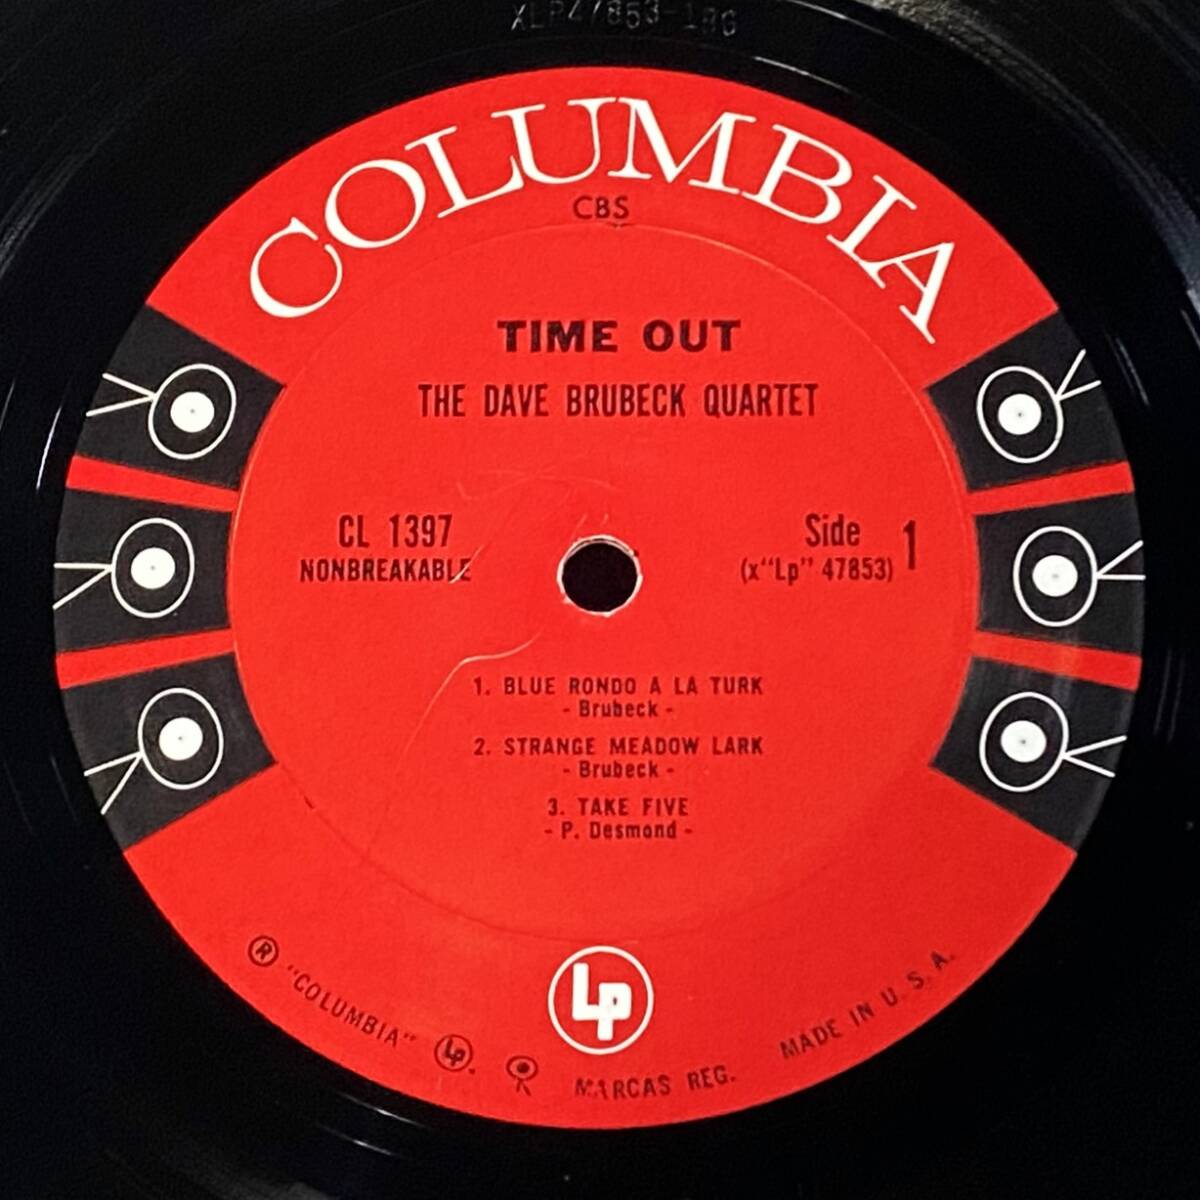 XLP47853-1BG
COLUMBIA
CBS
TIME OUT
THE DAVE BRUBECK QUARTET
CL 1397
NONBREAKABLE
Side 1
(x"Lp" 47853)
1. BLUE RONDO A LA TURK
- Brubeck -
2. STRANGE MEADOW LARK
- Brubeck -
3. TAKE FIVE
- P. Desmond -
Lp
® "COLUMBIA" Lp. MARCAS REG. MADE IN U. S. A.